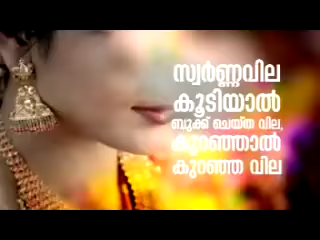 സ്വർണ്ണവില
കൂടിയാൽ
ബുക്ക് ചെയ്ത വില,
കുറഞ്ഞാൽ
കുറഞ്ഞ വില